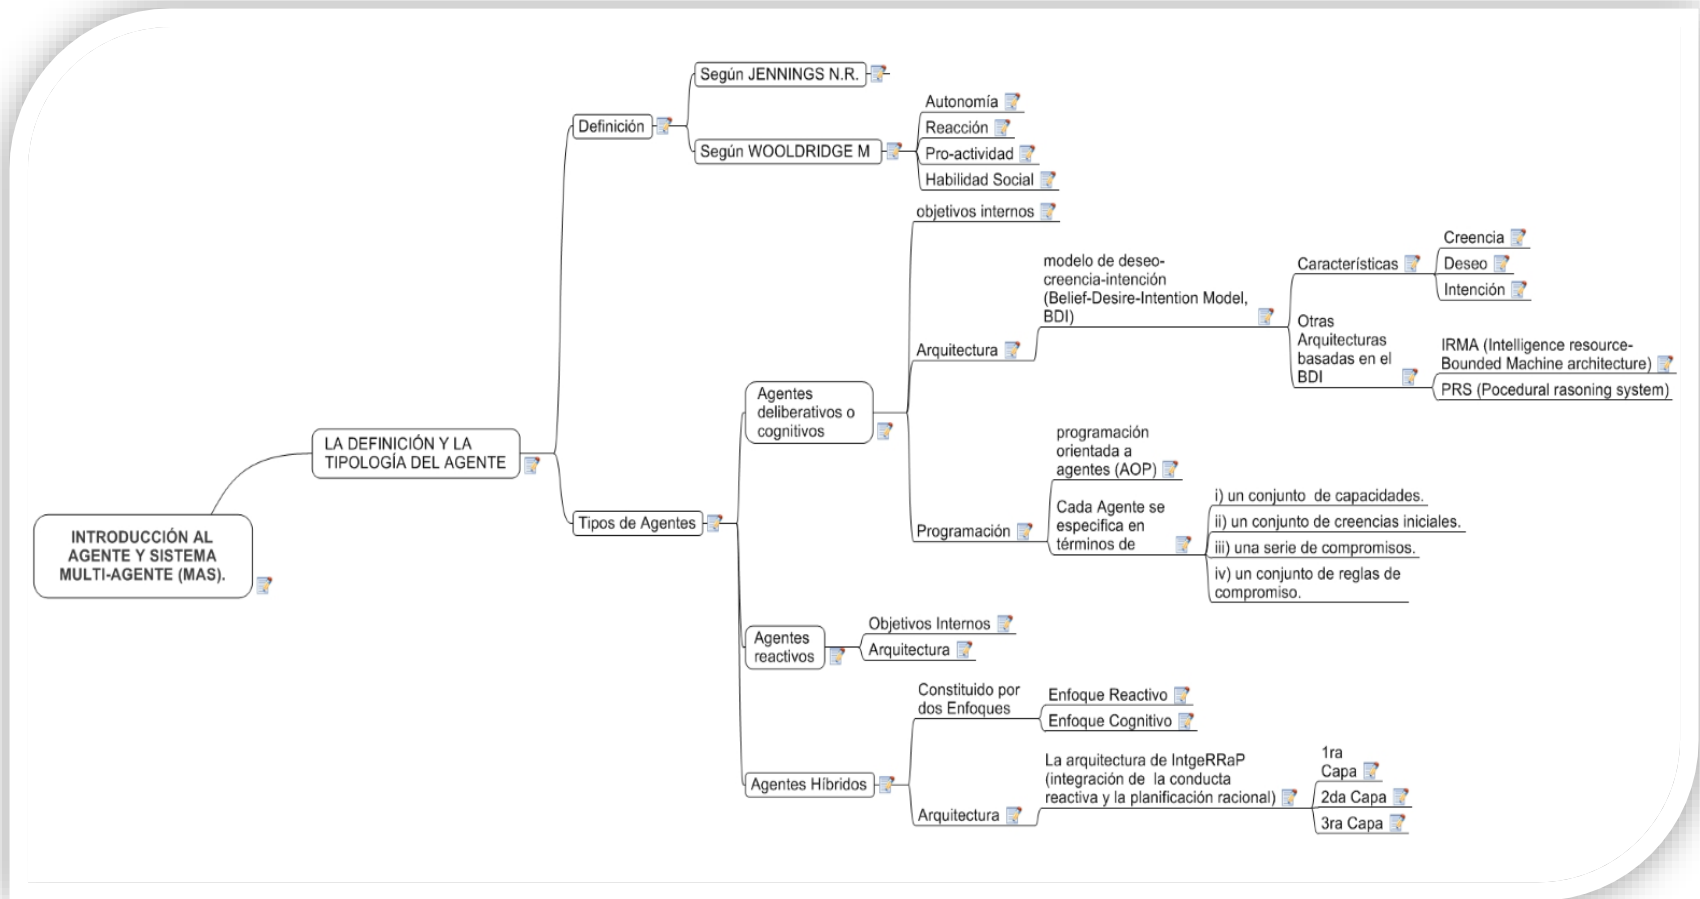 INTRODUCCIÓN AL
AGENTE Y SISTEMA
MULTI-AGENTE (MAS).
LA DEFINICIÓN Y LA
TIPOLOGÍA DEL AGENTE
Definición
Según JENNINGS N.R.
Según WOOLDRIDGE M
Autonomía
Reacción
Pro-actividad
Habilidad Social
Tipos de Agentes
Agentes
deliberativos o
cognitivos
objetivos internos
Arquitectura
modelo de deseo-
creencia-intención
(Belief-Desire-Intention Model,
BDI)
Características
Creencia
Deseo
Intención
Otras
Arquitecturas
basadas en el
BDI
IRMA (Intelligence resource-
Bounded Machine architecture)
PRS (Pocedural rasoning system)
Programación
programación
orientada a
agentes (AOP)
Cada Agente se
especifica en
términos de
i) un conjunto de capacidades.
ii) un conjunto de creencias iniciales.
iii) una serie de compromisos.
iv) un conjunto de reglas de
compromiso.
Agentes
reactivos
Objetivos Internos
Arquitectura
Agentes Híbridos
Constituido por
dos Enfoques
Enfoque Reactivo
Enfoque Cognitivo
Arquitectura
La arquitectura de IntgeRRaP
(integración de la conducta
reactiva y la planificación racional)
1ra
Capa
2da Capa
3ra Capa